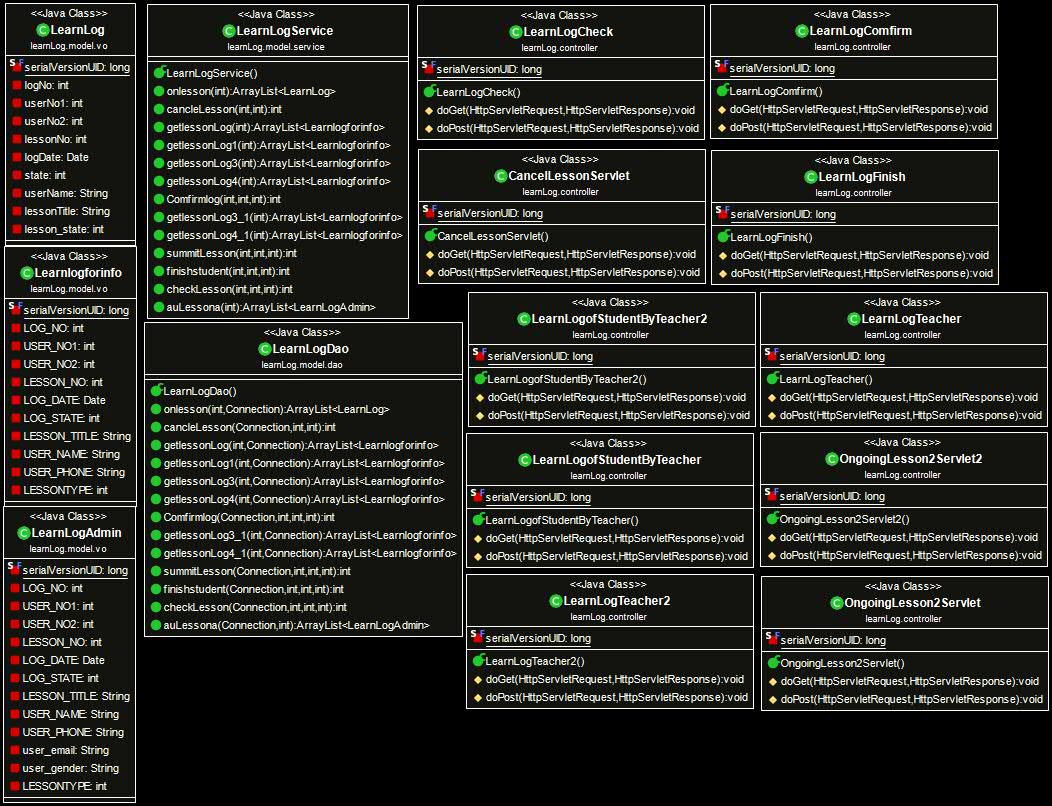 <<Java Class>>
LearnLog
learnLog.model.vo
serialVersionUID: long
logNo: int
userNo1: int
userNo2: int
lessonNo: int
logDate: Date
state: int
userName: String
lessonTitle: String
lesson_state: int
<<Java Class>>
Learnlogforinfo
learnLog.model.vo
serialVersionUID: long
LOG_NO: int
USER_NO1: int
USER_NO2: int
LESSON_NO: int
LOG_DATE: Date
LOG_STATE: int
LESSON_TITLE: String
USER_NAME: String
USER_PHONE: String
LESSONTYPE: int
<<Java Class>>
LearnLogAdmin
learnLog.model.vo
serialVersionUID: long
LOG_NO: int
USER_NO1: int
USER_NO2: int
LESSON_NO: int
LOG_DATE: Date
LOG_STATE: int
LESSON_TITLE: String
USER_NAME: String
USER_PHONE: String
user_email: String
user_gender: String
LESSONTYPE: int
<<Java Class>>
LearnLogService
learnLog.model.service
LearnLogService()
onlesson(int):ArrayList<LearnLog>
cancleLesson(int,int):int
getlessonLog(int):ArrayList<Learnlogforinfo>
getlessonLog1(int):ArrayList<Learnlogforinfo>
getlessonLog3(int):ArrayList<Learnlogforinfo>
getlessonLog4(int):ArrayList<Learnlogforinfo>
Comfirmlog(int,int,int):int
getlessonLog3_1(int):ArrayList<Learnlogforinfo>
getlessonLog4_1(int):ArrayList<Learnlogforinfo>
summitLesson(int,int,int):int
finishstudent(int,int,int):int
checkLesson(int,int,int):int
auLessona(int):ArrayList<LearnLogAdmin>
<<Java Class>>
LearnLogDao
learnLog.model.dao
LearnLogDao()
onlesson(int,Connection):ArrayList<LearnLog>
cancleLesson(Connection,int,int):int
getlessonLog(int,Connection):ArrayList<Learnlogforinfo>
getlessonLog1(int,Connection):ArrayList<Learnlogforinfo>
getlessonLog3(int,Connection):ArrayList<Learnlogforinfo>
getlessonLog4(int,Connection):ArrayList<Learnlogforinfo>
Comfirmlog(Connection,int,int,int):int
getlessonLog3_1(int,Connection):ArrayList<Learnlogforinfo>
getlessonLog4_1(int,Connection):ArrayList<Learnlogforinfo>
summitLesson(Connection,int,int,int):int
finishstudent(Connection,int,int,int):int
checkLesson(Connection,int,int,int):int
auLessona(Connection,int):ArrayList<LearnLogAdmin>
<<Java Class>>
LearnLogCheck
learnLog.controller
serialVersionUID: long
LearnLogCheck()
doGet(HttpServletRequest,HttpServletResponse):void
doPost(HttpServletRequest,HttpServletResponse):void
<<Java Class>>
LearnLogComfirm
learnLog.controller
serialVersionUID: long
LearnLogComfirm()
doGet(HttpServletRequest,HttpServletResponse):void
doPost(HttpServletRequest,HttpServletResponse):void
<<Java Class>>
CancelLessonServlet
learnLog.controller
serialVersionUID: long
CancelLessonServlet()
doGet(HttpServletRequest,HttpServletResponse):void
doPost(HttpServletRequest,HttpServletResponse):void
<<Java Class>>
LearnLogFinish
learnLog.controller
serialVersionUID: long
LearnLogFinish()
doGet(HttpServletRequest,HttpServletResponse):void
doPost(HttpServletRequest,HttpServletResponse):void
<<Java Class>>
LearnLogofStudentByTeacher2
learnLog.controller
serialVersionUID: long
LearnLogofStudentByTeacher2()
doGet(HttpServletRequest,HttpServletResponse):void
doPost(HttpServletRequest,HttpServletResponse):void
<<Java Class>>
LearnLogTeacher
learnLog.controller
serialVersionUID: long
LearnLogTeacher()
doGet(HttpServletRequest,HttpServletResponse):void
doPost(HttpServletRequest,HttpServletResponse):void
<<Java Class>>
LearnLogofStudentByTeacher
learnLog.controller
serialVersionUID: long
LearnLogofStudentByTeacher()
doGet(HttpServletRequest,HttpServletResponse):void
doPost(HttpServletRequest,HttpServletResponse):void
<<Java Class>>
OngoingLesson2Servlet2
learnLog.controller
serialVersionUID: long
OngoingLesson2Servlet2()
doGet(HttpServletRequest,HttpServletResponse):void
doPost(HttpServletRequest,HttpServletResponse):void
<<Java Class>>
LearnLogTeacher2
learnLog.controller
serialVersionUID: long
LearnLogTeacher2()
doGet(HttpServletRequest,HttpServletResponse):void
doPost(HttpServletRequest,HttpServletResponse):void
<<Java Class>>
OngoingLesson2Servlet
learnLog.controller
serialVersionUID: long
OngoingLesson2Servlet()
doGet(HttpServletRequest,HttpServletResponse):void
doPost(HttpServletRequest,HttpServletResponse):void